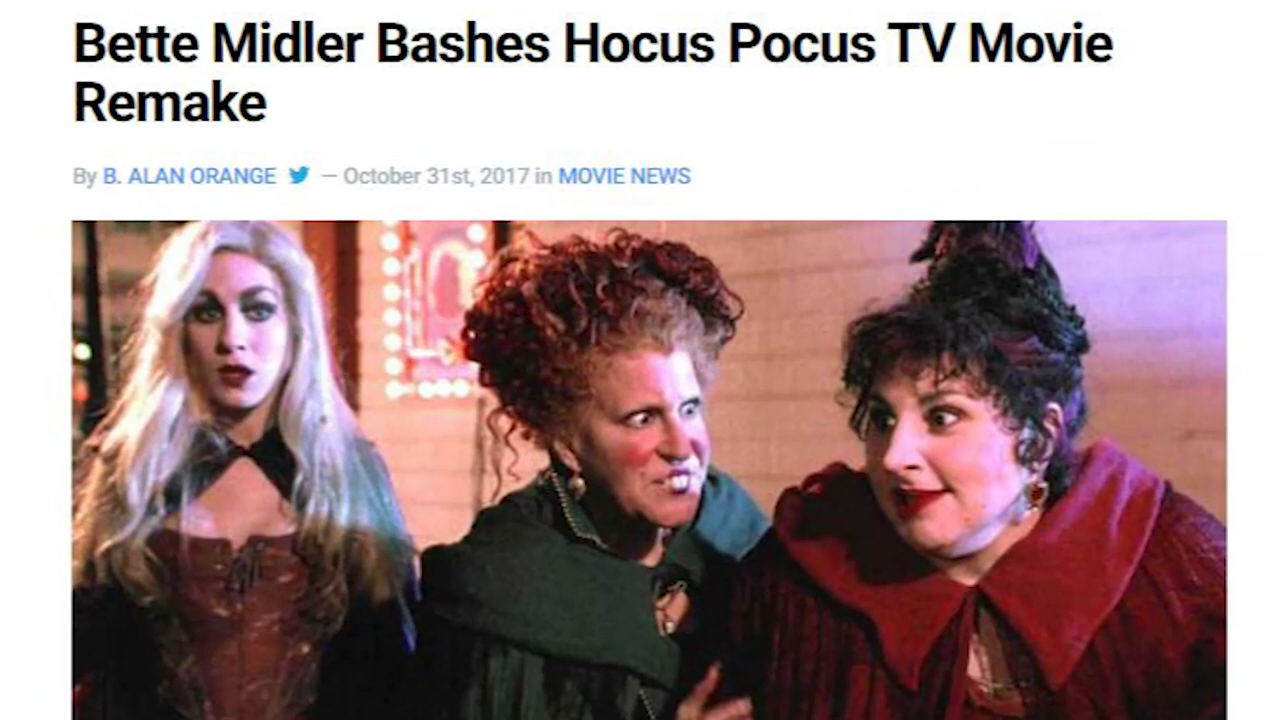 Bette Midler Bashes Hocus Pocus TV Movie
Remake
By B. ALAN ORANGE — October 31st, 2017 in MOVIE NEWS